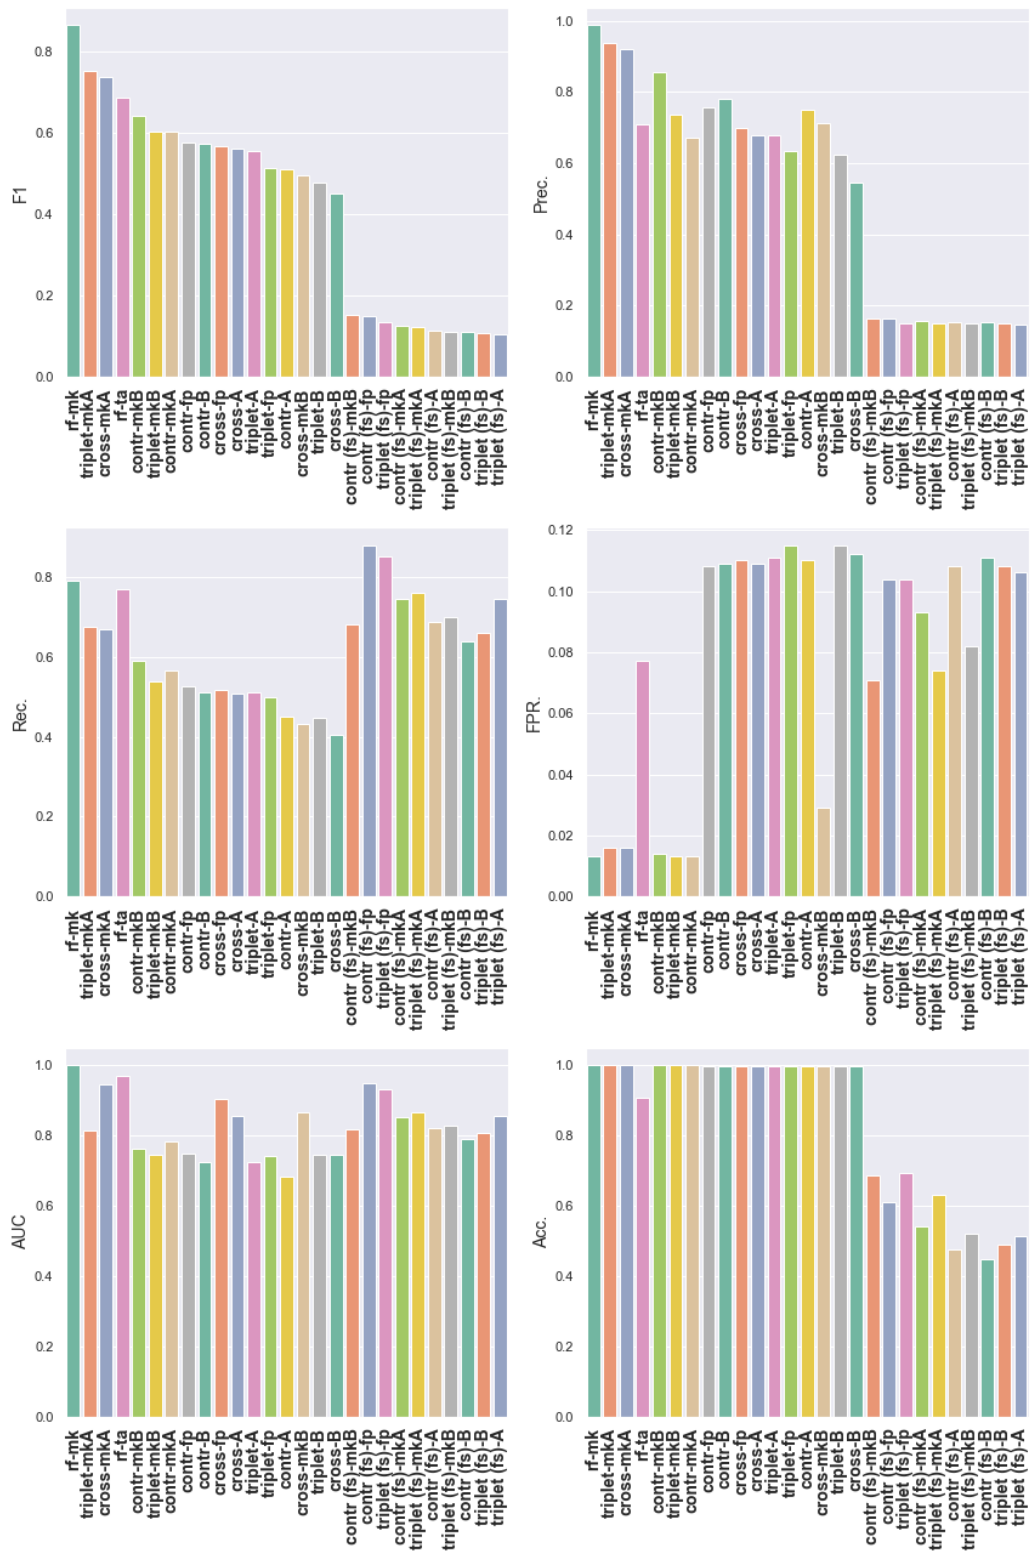 F1
0.8
0.6
0.4
0.2
0.0
rf-mk
triplet-mkA
cross-mkA
rf-ta
contr-mkB
triplet-mkB
contr-mkA
contr-fp
contr-B
cross-fp
cross-A
triplet-A
triplet-fp
contr-A
cross-mkB
triplet-B
cross-B
contr (fs)-mkB
contr (fs)-fp
triplet (fs)-fp
contr (fs)-mkA
triplet (fs)-mkA
contr (fs)-A
triplet (fs)-mkB
contr (fs)-B
triplet (fs)-B
triplet (fs)-A
Prec.
1.0
0.8
0.6
0.4
0.2
0.0
rf-mk
triplet-mkA
cross-mkA
rf-ta
contr-mkB
triplet-mkB
contr-mkA
contr-fp
contr-B
cross-fp
cross-A
triplet-A
triplet-fp
contr-A
cross-mkB
triplet-B
cross-B
contr (fs)-mkB
contr (fs)-fp
triplet (fs)-fp
contr (fs)-mkA
triplet (fs)-mkA
contr (fs)-A
triplet (fs)-mkB
contr (fs)-B
triplet (fs)-B
triplet (fs)-A
Rec.
0.8
0.6
0.4
0.2
0.0
rf-mk
triplet-mkA
cross-mkA
rf-ta
contr-mkB
triplet-mkB
contr-mkA
contr-fp
contr-B
cross-fp
cross-A
triplet-A
triplet-fp
contr-A
cross-mkB
triplet-B
cross-B
contr (fs)-mkB
contr (fs)-fp
triplet (fs)-fp
contr (fs)-mkA
triplet (fs)-mkA
contr (fs)-A
triplet (fs)-mkB
contr (fs)-B
triplet (fs)-B
triplet (fs)-A
FPR.
0.12
0.10
0.08
0.06
0.04
0.02
0.00
rf-mk
triplet-mkA
cross-mkA
rf-ta
contr-mkB
triplet-mkB
contr-mkA
contr-fp
contr-B
cross-fp
cross-A
triplet-A
triplet-fp
contr-A
cross-mkB
triplet-B
cross-B
contr (fs)-mkB
contr (fs)-fp
triplet (fs)-fp
contr (fs)-mkA
triplet (fs)-mkA
contr (fs)-A
triplet (fs)-mkB
contr (fs)-B
triplet (fs)-B
triplet (fs)-A
AUC
1.0
0.8
0.6
0.4
0.2
0.0
rf-mk
triplet-mkA
cross-mkA
rf-ta
contr-mkB
triplet-mkB
contr-mkA
contr-fp
contr-B
cross-fp
cross-A
triplet-A
triplet-fp
contr-A
cross-mkB
triplet-B
cross-B
contr (fs)-mkB
contr (fs)-fp
triplet (fs)-fp
contr (fs)-mkA
triplet (fs)-mkA
contr (fs)-A
triplet (fs)-mkB
contr (fs)-B
triplet (fs)-B
triplet (fs)-A
Acc.
1.0
0.8
0.6
0.4
0.2
0.0
rf-mk
triplet-mkA
cross-mkA
rf-ta
contr-mkB
triplet-mkB
contr-mkA
contr-fp
contr-B
cross-fp
cross-A
triplet-A
triplet-fp
contr-A
cross-mkB
triplet-B
cross-B
contr (fs)-mkB
contr (fs)-fp
triplet (fs)-fp
contr (fs)-mkA
triplet (fs)-mkA
contr (fs)-A
triplet (fs)-mkB
contr (fs)-B
triplet (fs)-B
triplet (fs)-A